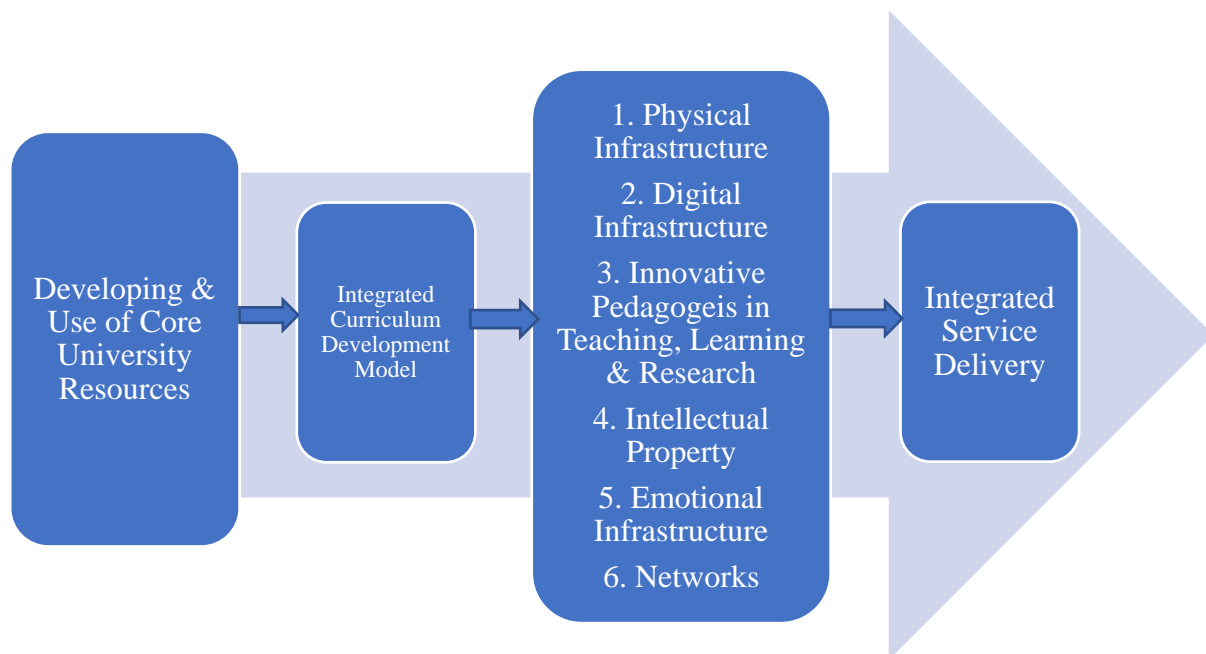 Developing &
Use of Core
University
Resources
Integrated
Curriculum
Development
Model
1. Physical
Infrastructure
2. Digital
Infrastructure
3. Innovative
Pedagogeis in
Teaching, Learning
& Research
4. Intellectual
Property
5. Emotional
Infrastructure
6. Networks
Integrated
Service
Delivery